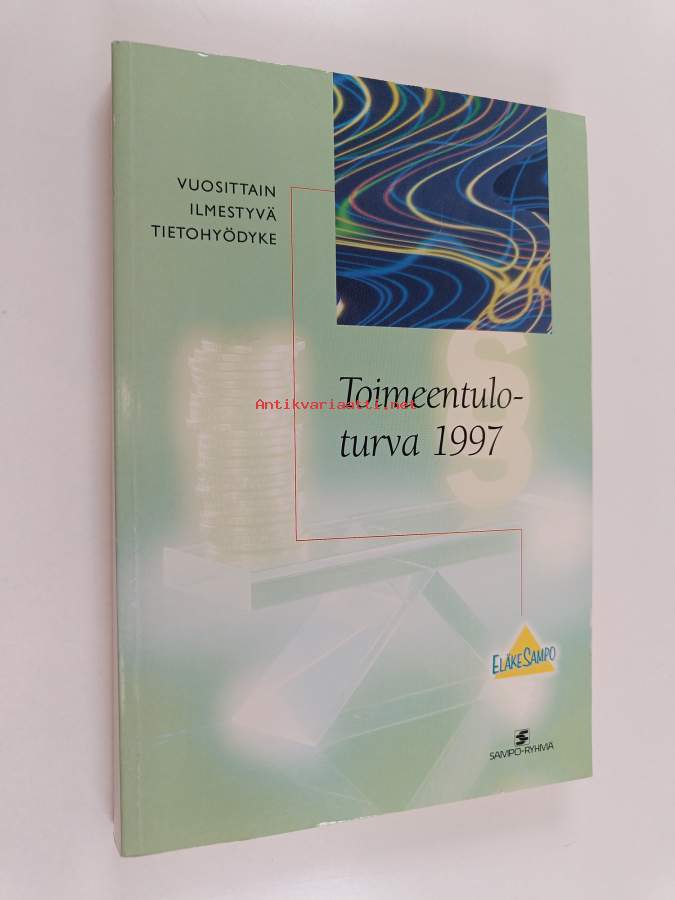 VUOSITTAIN
ILMESTYVÄ
TIETOHYÖDYKE
Toimeentulo-
Antikvariaatti.net
turva 1997
ELÄKESAMPO
SAMPO-RYHMÄ